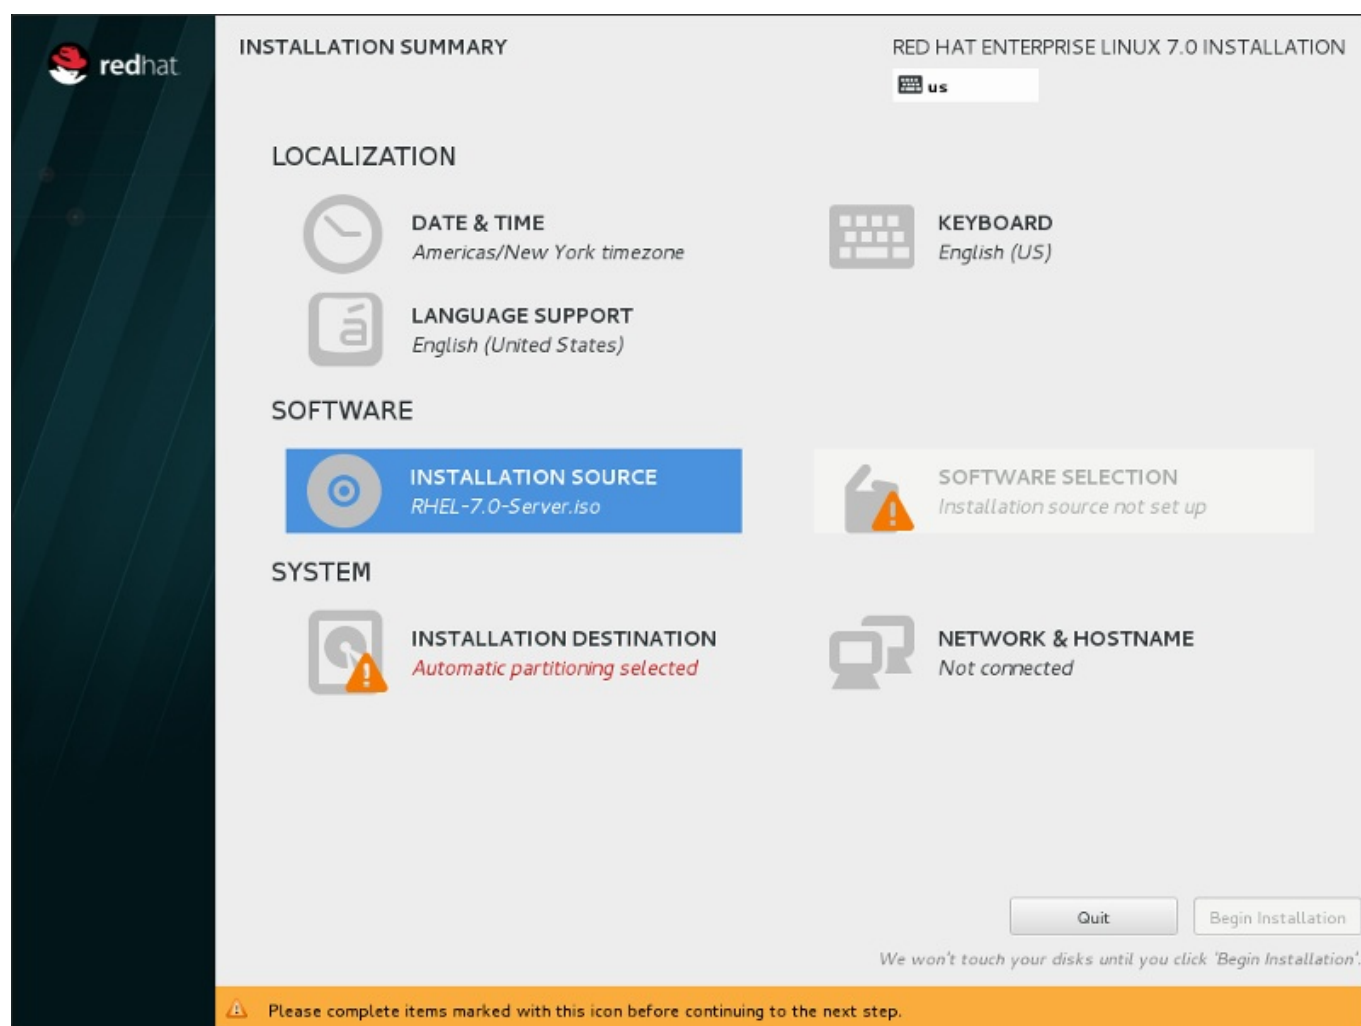 redhat
INSTALLATION SUMMARY
RED HAT ENTERPRISE LINUX 7.0 INSTALLATION
us
LOCALIZATION
DATE & TIME
Americas/New York timezone
KEYBOARD
English (US)
á
LANGUAGE SUPPORT
English (United States)
SOFTWARE
INSTALLATION SOURCE
RHEL-7.0-Server.iso
SOFTWARE SELECTION
Installation source not set up
SYSTEM
INSTALLATION DESTINATION
Automatic partitioning selected
NETWORK & HOSTNAME
Not connected
Quit
Begin Installation
We won't touch your disks until you click 'Begin Installation'.
Please complete items marked with this icon before continuing to the next step.